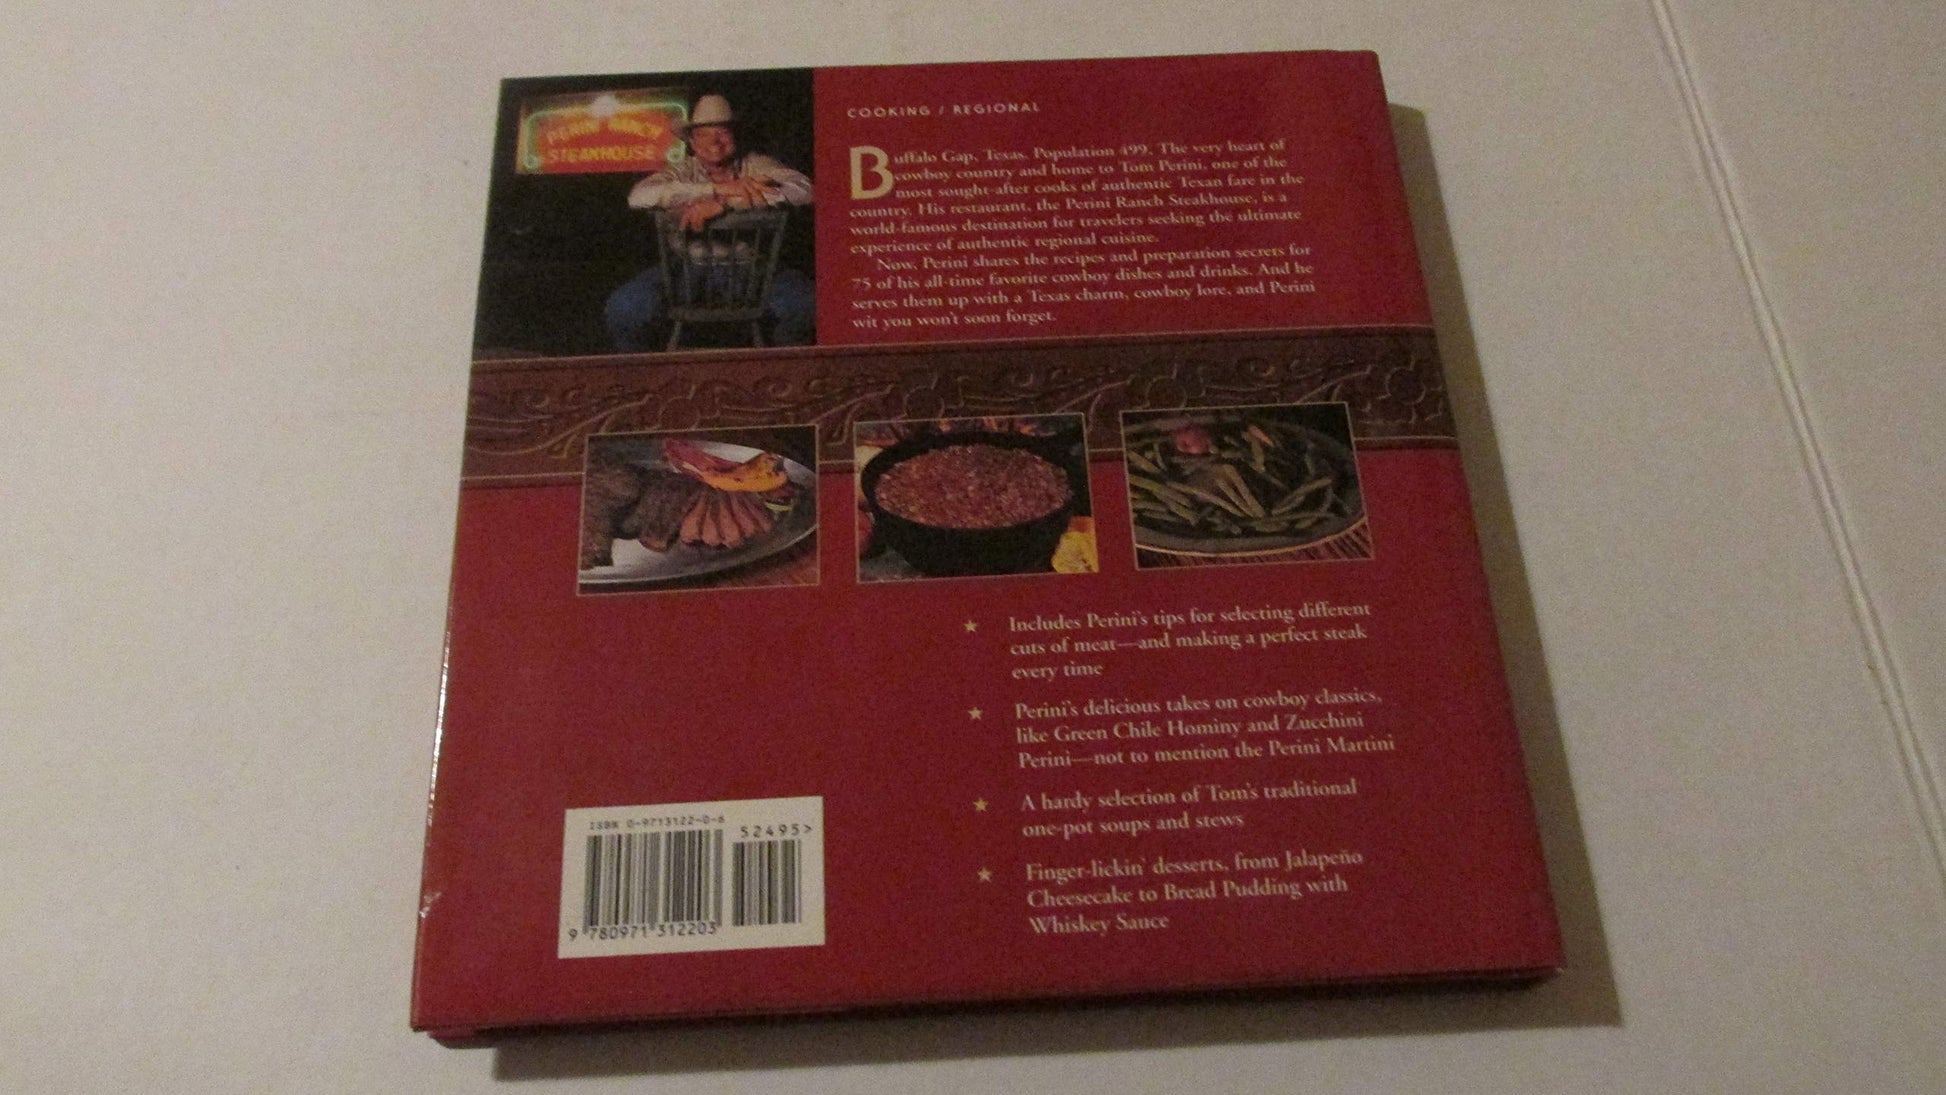 PERINI RANCH
STEAKHOUSE
COOKING / REGIONAL
Buffalo Gap, Texas. Population 499. The very heart of
cowboy country and home to Tom Perini, one of the
most sought-after cooks of authentic Texan fare in the
country. His restaurant, the Perini Ranch Steakhouse, is a
world-famous destination for travelers seeking the ultimate
experience of authentic regional cuisine.
Now, Perini shares the recipes and preparation secrets for
75 of his all-time favorite cowboy dishes and drinks. And he
serves them up with a Texas charm, cowboy lore, and Perini
wit you won't soon forget.
★ Includes Perini's tips for selecting different
cuts of meat—and making a perfect steak
every time
★ Perini's delicious takes on cowboy classics,
like Green Chile Hominy and Zucchini
Perini—not to mention the Perini Martini
★ A hardy selection of Tom's traditional
one-pot soups and stews
★ Finger-lickin' desserts, from Jalapeño
Cheesecake to Bread Pudding with
Whiskey Sauce
ISBN 0-9713122-0-6
52495>
9 780971 312203